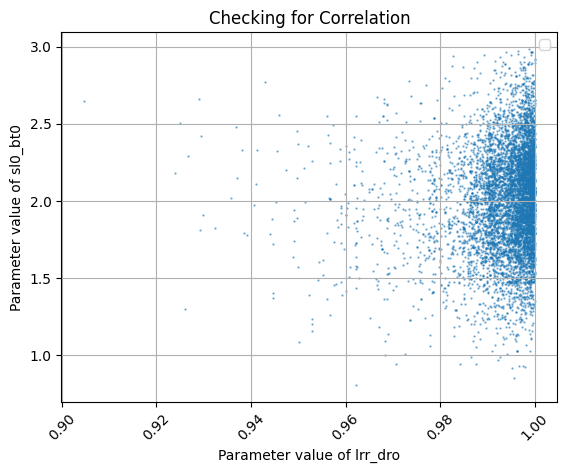 Checking for Correlation
3.0
2.5
2.0
1.5
1.0
Parameter value of sl0_bt0
0.90 0.92 0.94 0.96 0.98 1.00
Parameter value of lrr_dro